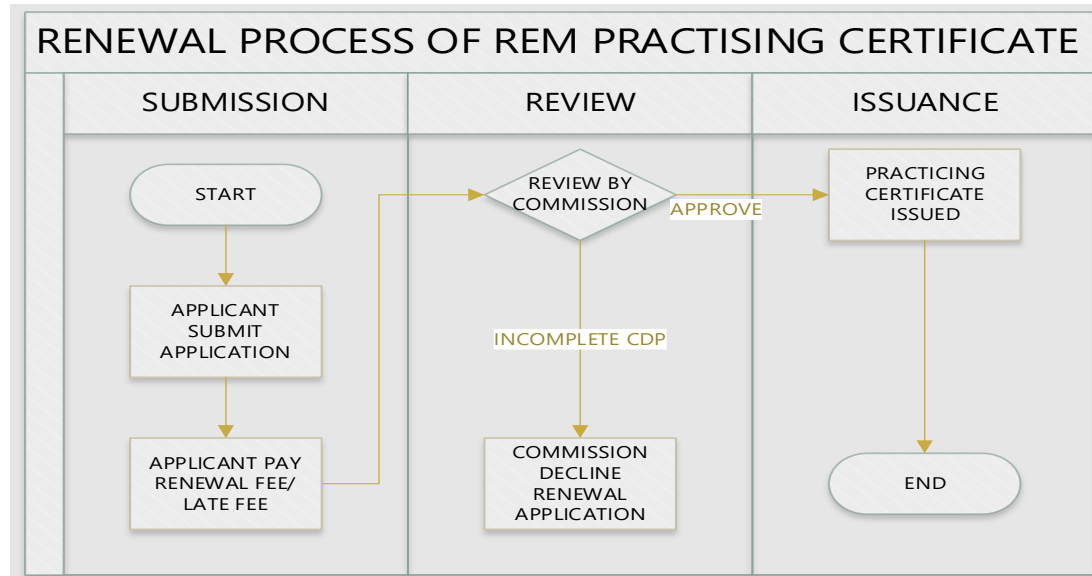 RENEWAL PROCESS OF REM PRACTISING CERTIFICATE
SUBMISSION
REVIEW
ISSUANCE
START
APPLICANT
SUBMIT
APPLICATION
APPLICANT PAY
RENEWAL FEE/
LATE FEE
REVIEW BY
COMMISSION
APPROVE
INCOMPLETE CDP
COMMISSION
DECLINE
RENEWAL
APPLICATION
PRACTICING
CERTIFICATE
ISSUED
END